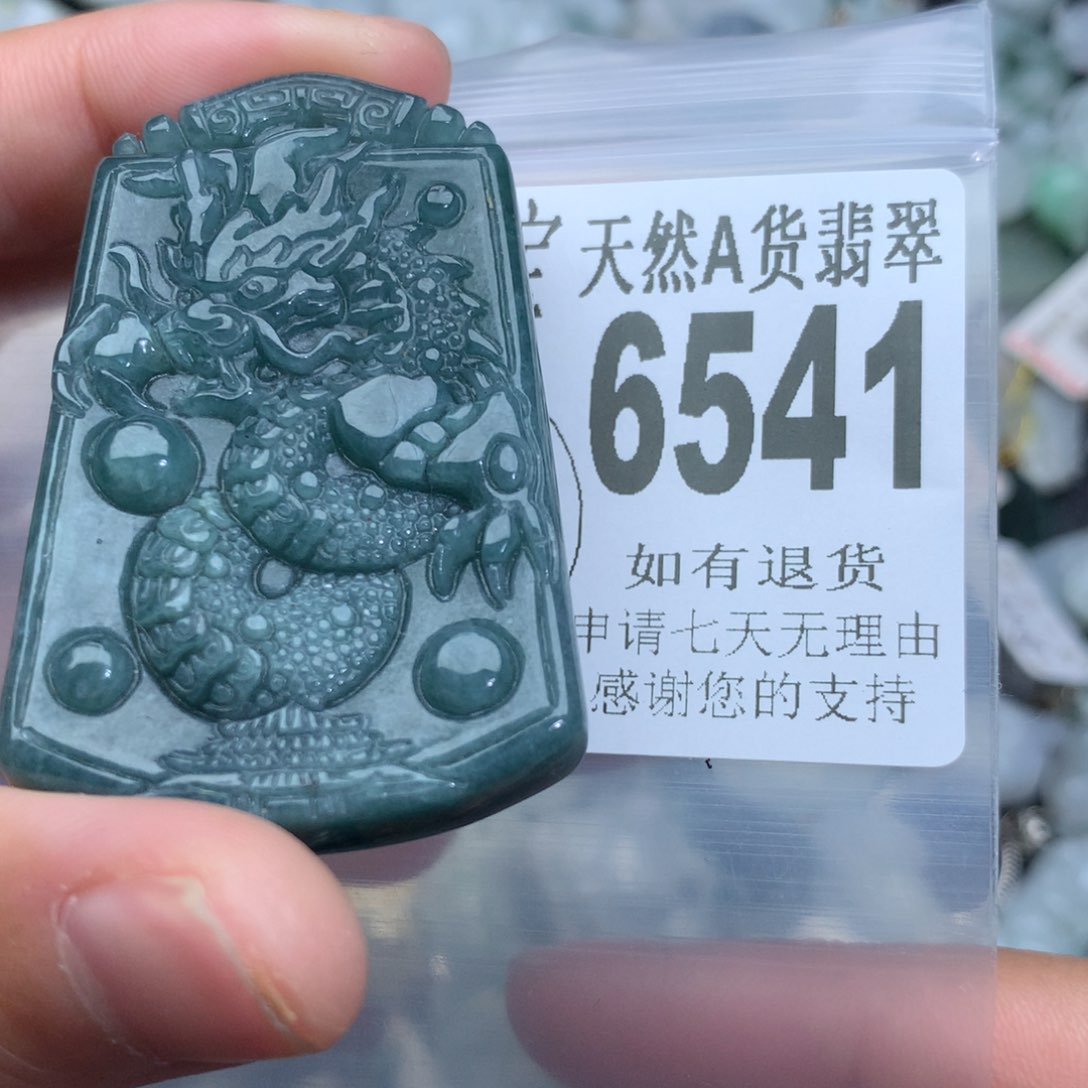 天然A货翡翠
6541
如有退货
申请七天无理由
感谢您的支持